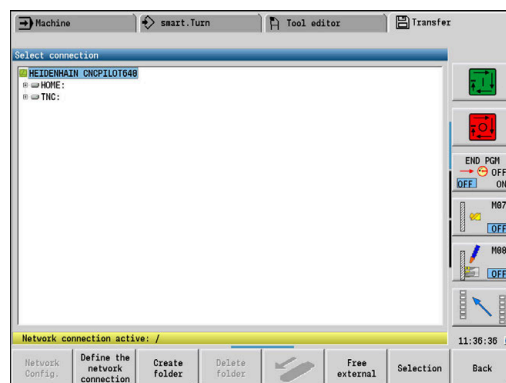 Machine
smart.Turn
Tool editor
Transfer
Select connection
HEIDENHAIN CNCPILOT640
HOME:
TNC:
END PGM
OFF
OFF ON
M07
OFF
M08
OFF
Network connection active: /
11:36:36
Network Config.
Define the network connection
Create folder
Delete folder
Free external
Selection
Back